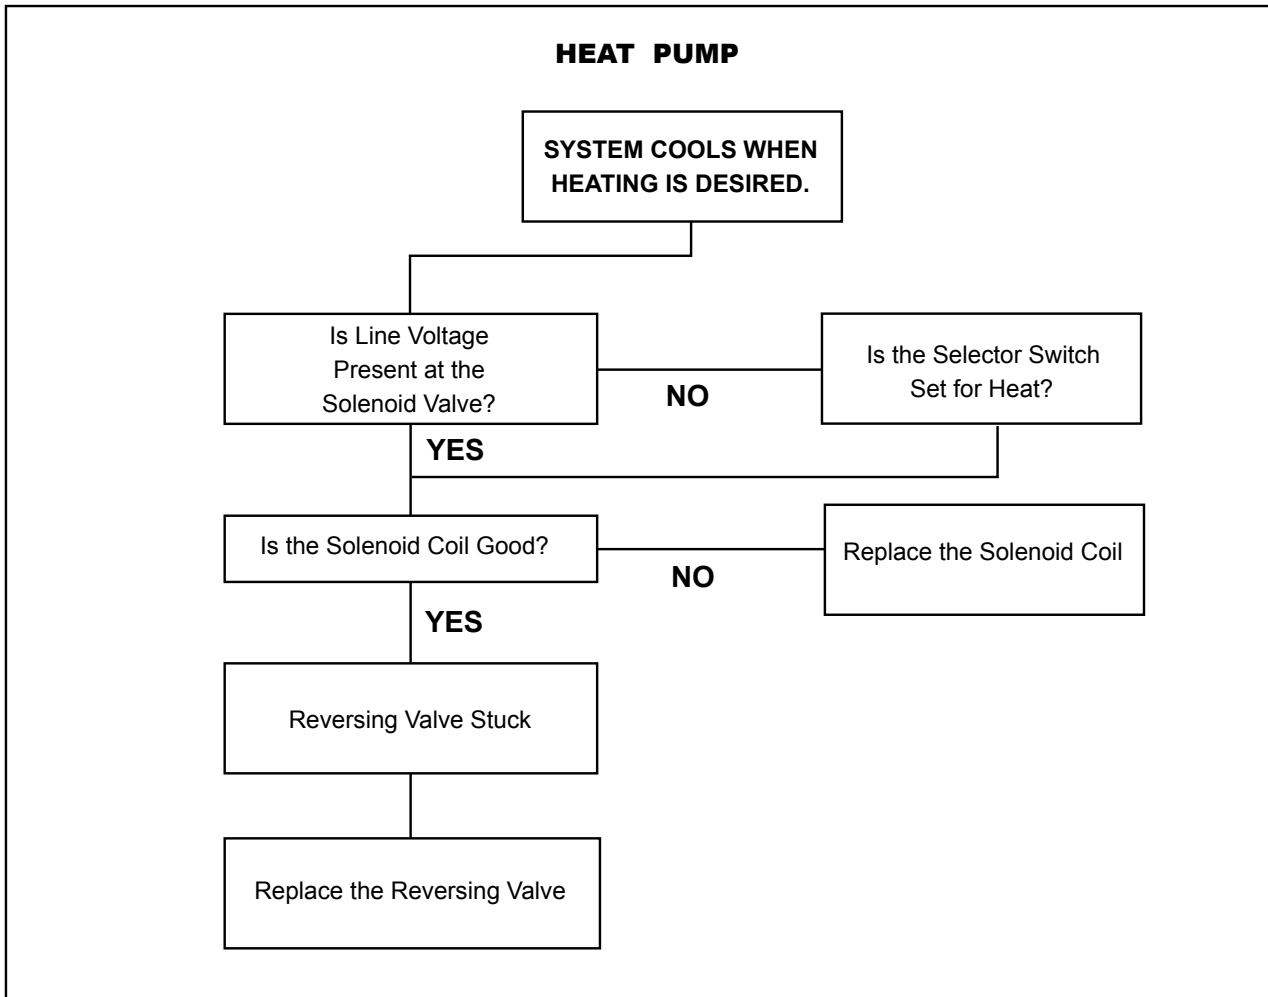 HEAT PUMP
SYSTEM COOLS WHEN
HEATING IS DESIRED.
Is Line Voltage
Present at the
Solenoid Valve?
NO
Is the Selector Switch
Set for Heat?
YES
Is the Solenoid Coil Good?
NO
Replace the Solenoid Coil
YES
Reversing Valve Stuck
Replace the Reversing Valve